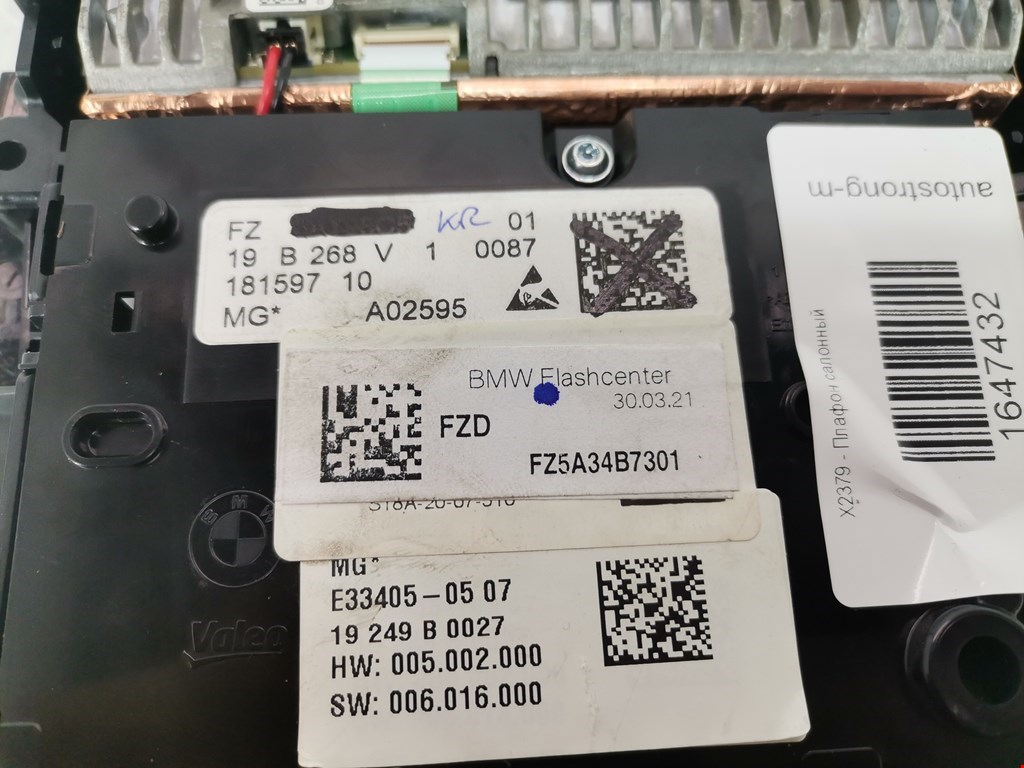 FZ KR 01
19 B 268 V 1 0087
181597 10
MG* A02595
BMW Flashcenter
30.03.21
FZD
FZ5A34B7301
MG*
E33405-05 07
19 249 B 0027
HW: 005.002.000
SW: 006.016.000
BMW
Valeo
autostrong-m
X2379 - Плафон салонный
16474732